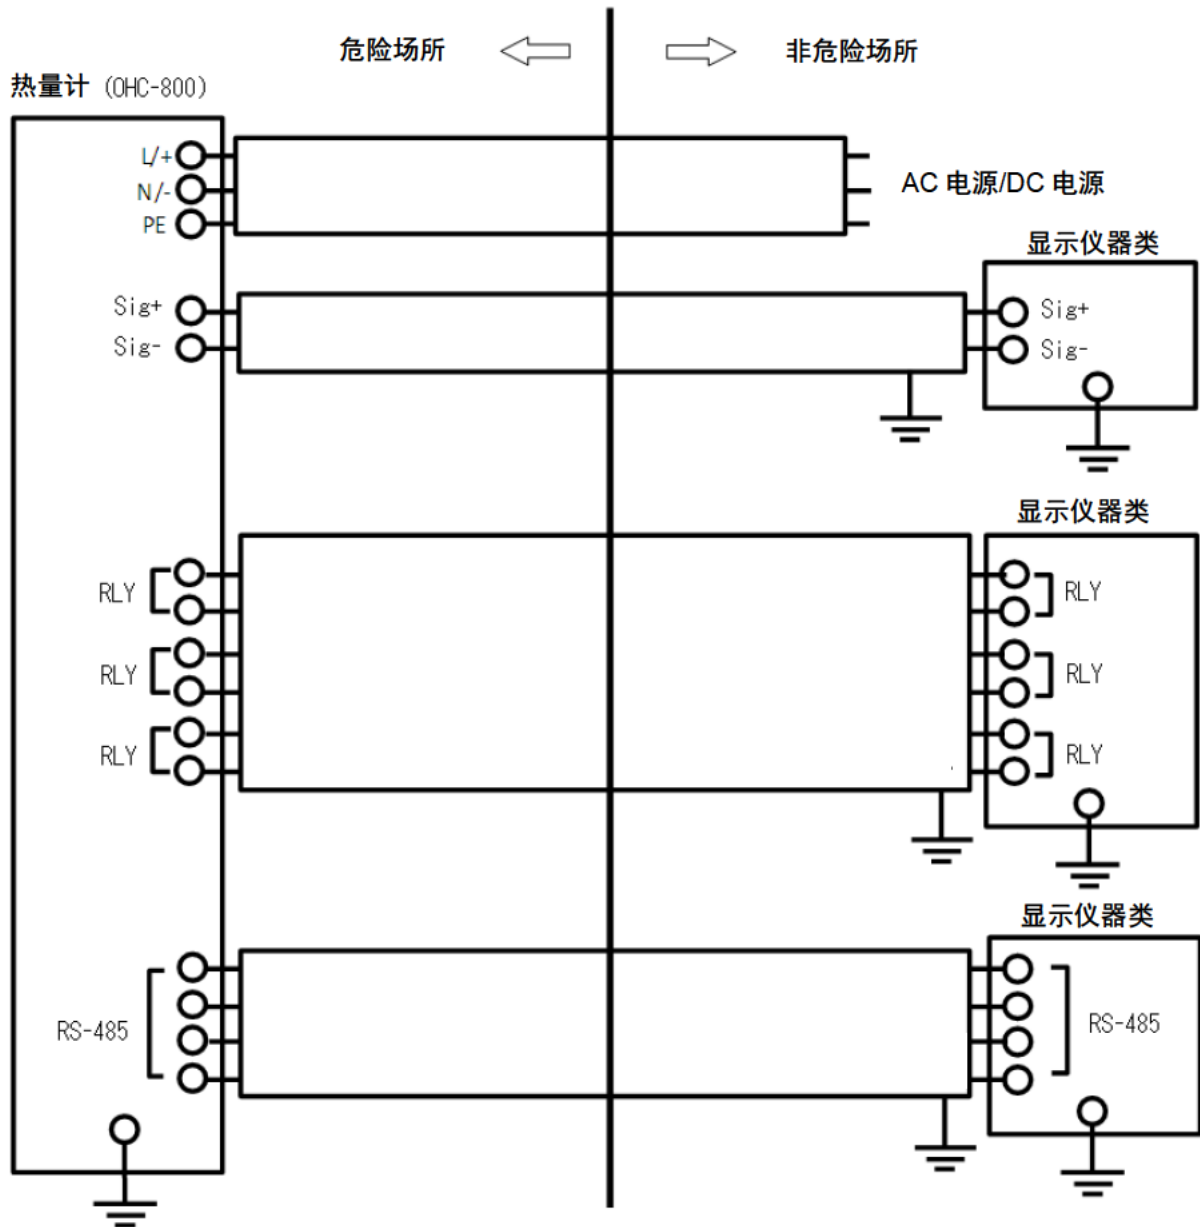 危险场所
非危险场所
热量计 (OHC-800)
L/+
N/-
PE
AC 电源/DC 电源
显示仪器类
Sig+
Sig-
Sig+
Sig-
显示仪器类
RLY
RLY
RLY
RLY
RLY
RLY
显示仪器类
RS-485
RS-485